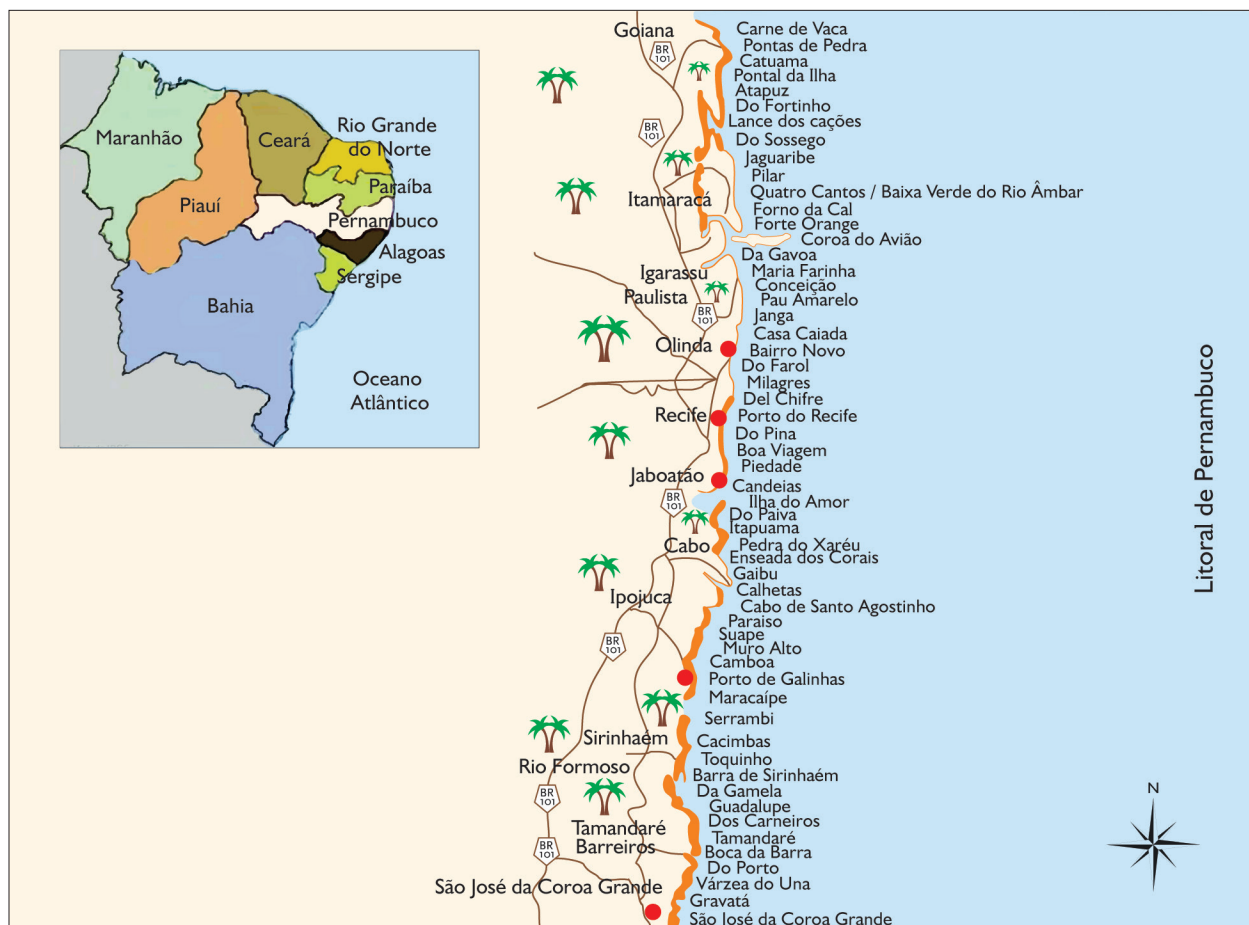 Maranhão
Piauí
Ceará
Rio Grande
do Norte
Paraíba
Pernambuco
Alagoas
Sergipe
Bahia
Oceano
Atlântico
Goiana
BR
101
BR
101
Itamaracá
Igarassu
Paulista
BR
101
Olinda
Recife
Jaboatão
BR
101
Cabo
Ipojuca
BR
101
Sirinhaém
Rio Formoso
BR
101
Tamandaré
Barreiros
BR
101
São José da Coroa Grande
Carne de Vaca
Pontas de Pedra
Catuama
Pontal da Ilha
Atapuz
Do Fortinho
Lance dos cações
Do Sossego
Jaguaribe
Pilar
Quatro Cantos / Baixa Verde do Rio Âmbar
Forno da Cal
Forte Orange
Coroa do Avião
Da Gavoa
Maria Farinha
Conceição
Pau Amarelo
Janga
Casa Caiada
Bairro Novo
Do Farol
Milagres
Del Chifre
Porto do Recife
Do Pina
Boa Viagem
Piedade
Candeias
Ilha do Amor
Do Paiva
Itapuama
Pedra do Xaréu
Enseada dos Corais
Gaibu
Calhetas
Cabo de Santo Agostinho
Paraiso
Suape
Muro Alto
Camboa
Porto de Galinhas
Maracaípe
Serrambi
Cacimbas
Toquinho
Barra de Sirinhaém
Da Gamela
Guadalupe
Dos Carneiros
Tamandaré
Boca da Barra
Do Porto
Várzea do Una
Gravatá
São José da Coroa Grande
Litoral de Pernambuco
N